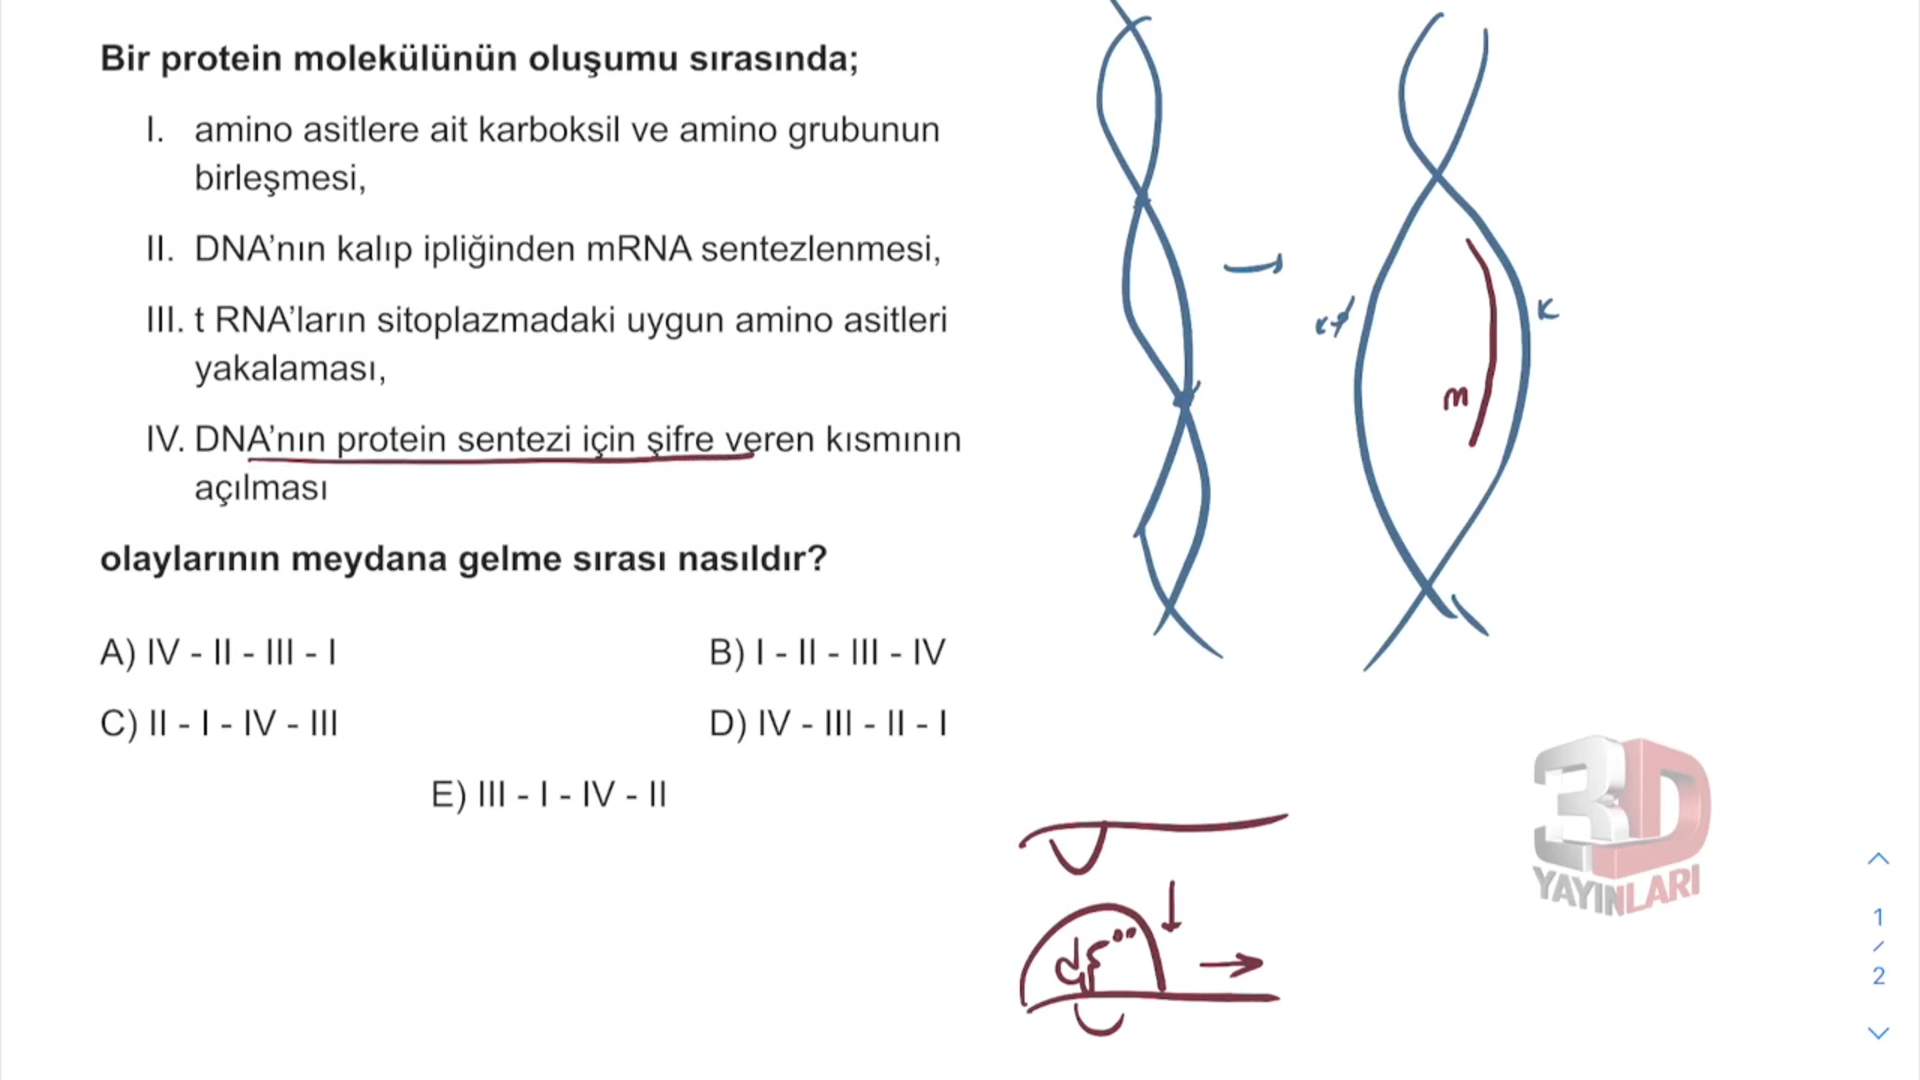 Bir protein molekülünün oluşumu sırasında;
I. amino asitlere ait karboksil ve amino grubunun
birleşmesi,
II. DNA’nın kalıp ipliğinden mRNA sentezlenmesi,
III. t RNA’ların sitoplazmadaki uygun amino asitleri
yakalaması,
IV. DNA’nın protein sentezi için şifre veren kısmının
açılması
olaylarının meydana gelme sırası nasıldır?
A) IV - II - III - I
B) I - II - III - IV
C) II - I - IV - III
D) IV - III - II - I
E) III - I - IV - II
K
m
3D
YAYINLARI
1
/
2